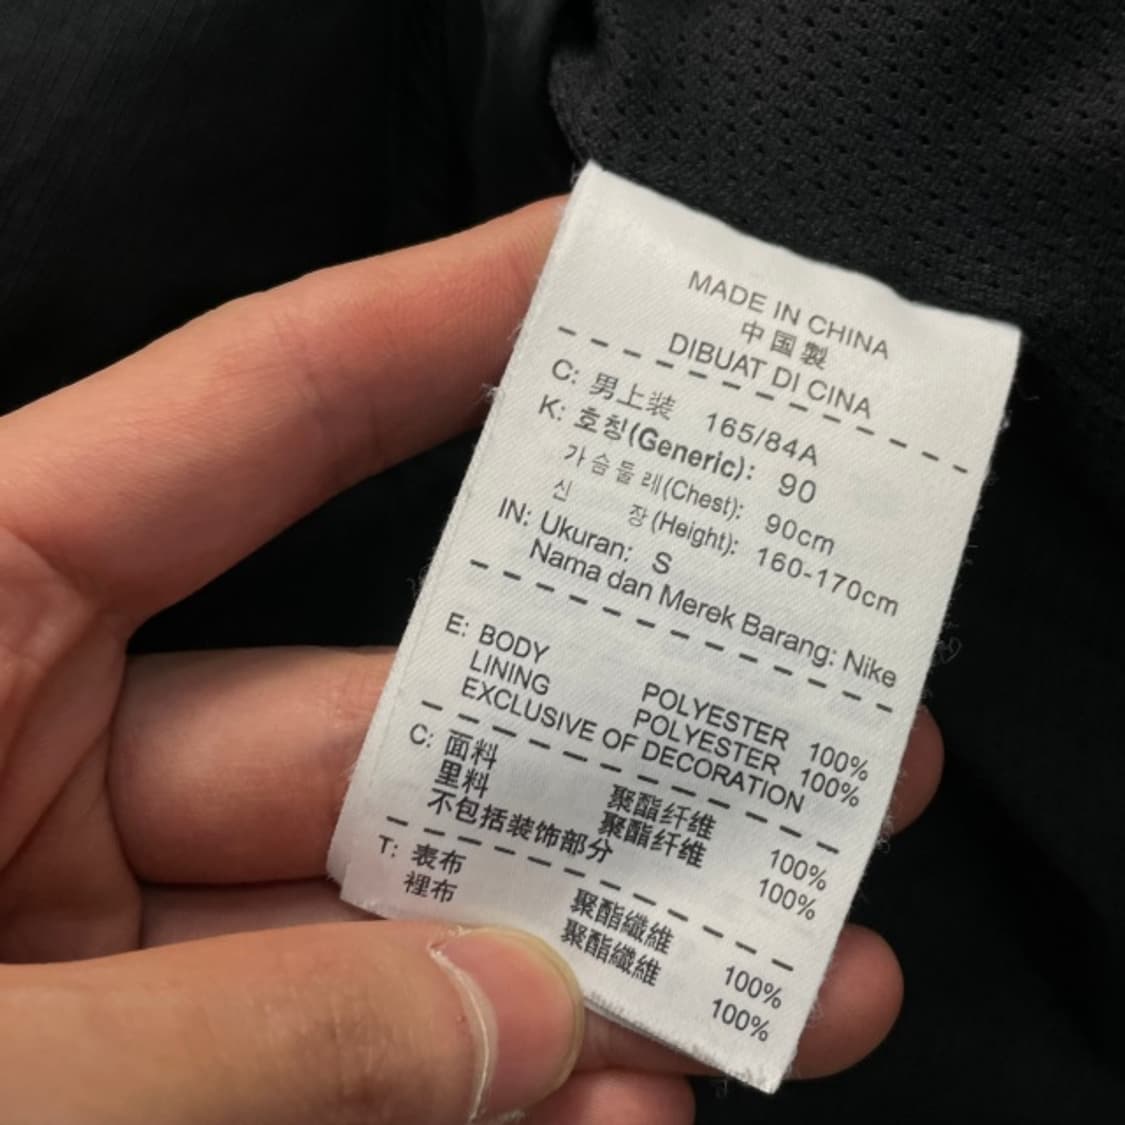 MADE IN CHINA
中国製
DIBUAT DI CINA
C: 男上装 165/84A
K: 호칭(Generic): 90
가슴둘레(Chest): 90cm
신 장(Height): 160-170cm
IN: Ukuran: S
Nama dan Merek Barang: Nike
E: BODY POLYESTER 100%
LINING POLYESTER 100%
EXCLUSIVE OF DECORATION
C: 面料 聚酯纤维 100%
里料 聚酯纤维 100%
不包括装饰部分
T: 表布 聚酯纖維 100%
裡布 聚酯纖維 100%